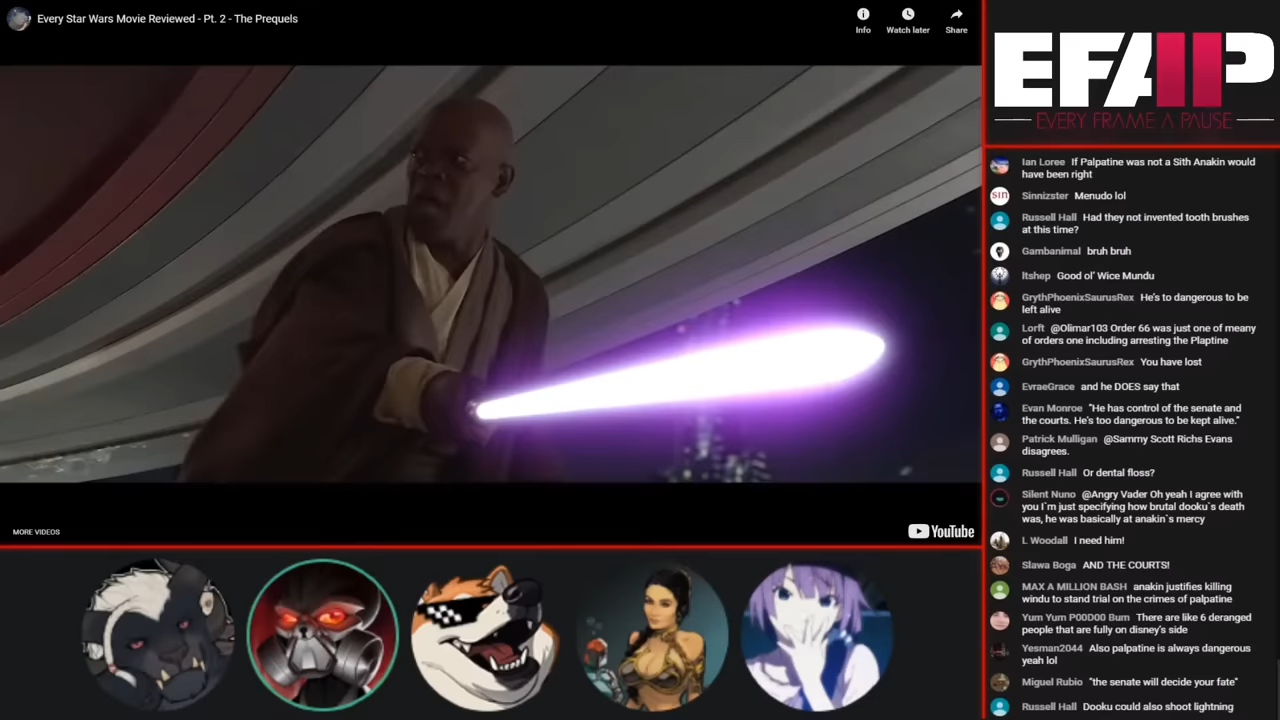 Every Star Wars Movie Reviewed - Pt. 2 - The Prequels
Info
Watch later
Share
MORE VIDEOS
YouTube
EFAP
EVERY FRAME A PAUSE
Ian Loree If Palpatine was not a Sith Anakin would
have been right
sin
Sinnizster Menudo lol
Russell Hall Had they not invented tooth brushes
at this time?
Gambanimal bruh bruh
Itshep Good ol' Wice Mundu
GrythPhoenixSaurusRex He's to dangerous to be
left alive
Lorft @Olimar103 Order 66 was just one of meany
of orders one including arresting the Plaptine
GrythPhoenixSaurusRex You have lost
EvraeGrace and he DOES say that
Evan Monroe "He has control of the senate and
the courts. He's too dangerous to be kept alive."
Patrick Mulligan @Sammy Scott Richs Evans
disagrees.
Russell Hall Or dental floss?
Silent Nuno @Angry Vader Oh yeah I agree with
you I`m just specifying how brutal dooku`s death
was, he was basically at anakin`s mercy
L Woodall I need him!
Slawa Boga AND THE COURTS!
MAX A MILLION BASH anakin justifies killing
windu to stand trial on the crimes of palpatine
Yum Yum P00D00 Bum There are like 6 deranged
people that are fully on disney's side
Yesman2044 Also palpatine is always dangerous
yeah lol
Miguel Rubio "the senate will decide your fate"
Russell Hall Dooku could also shoot lightning